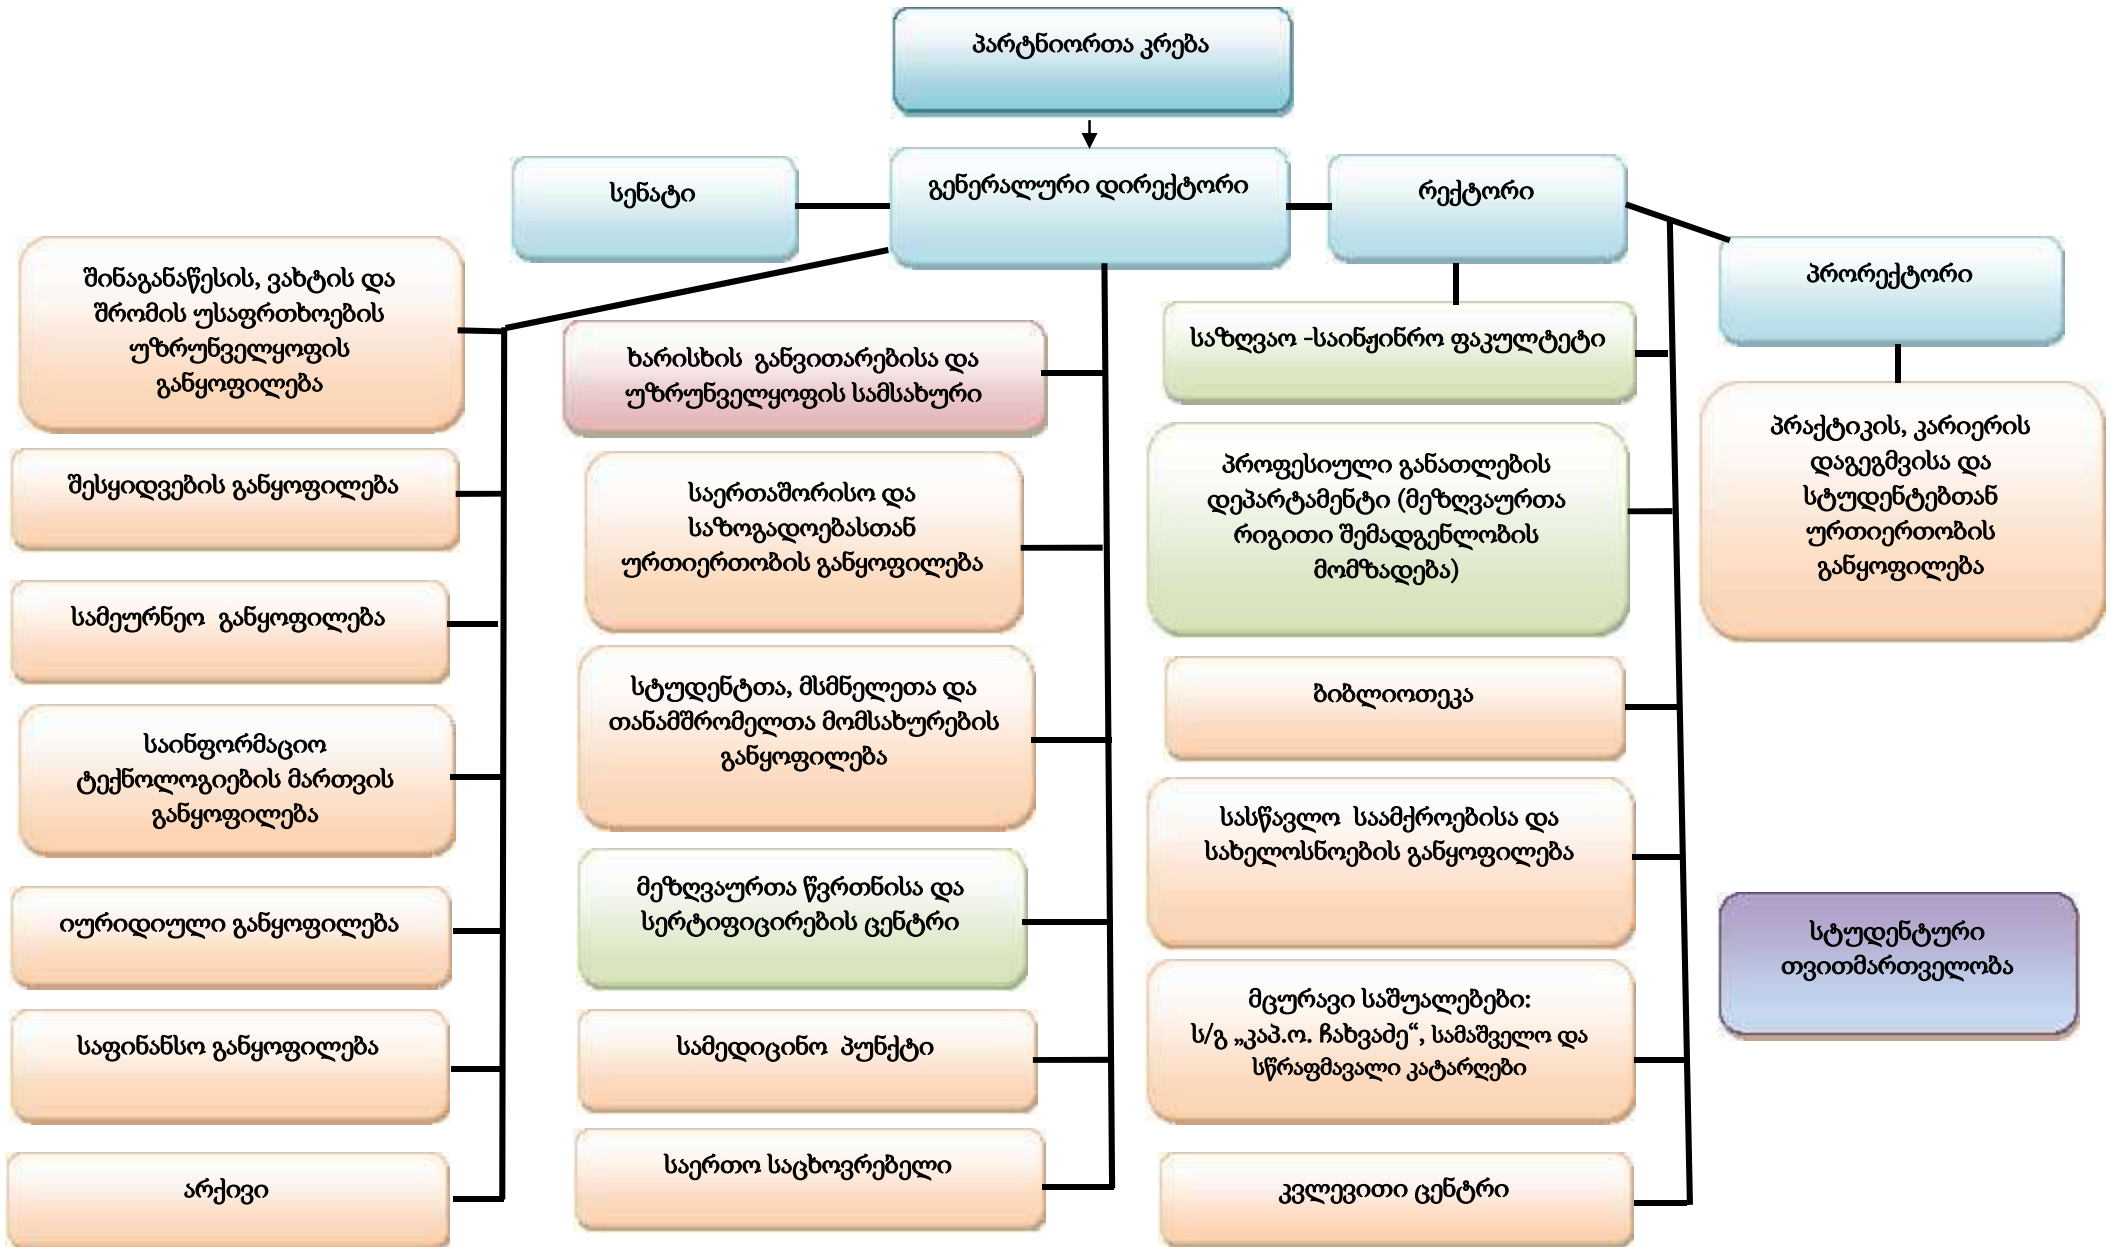 პარტნიორთა კრება
სენატი
გენერალური დირექტორი
რექტორი
პრორექტორი
შინაგანაწესის, ვახტის და
შრომის უსაფრთხოების
უზრუნველყოფის
განყოფილება
შესყიდვების განყოფილება
სამეურნეო განყოფილება
საინფორმაციო
ტექნოლოგიების მართვის
განყოფილება
იურიდიული განყოფილება
საფინანსო განყოფილება
არქივი
ხარისხის განვითარებისა და
უზრუნველყოფის სამსახური
საერთაშორისო და
საზოგადოებასთან
ურთიერთობის განყოფილება
სტუდენტთა, მსმნელეთა და
თანამშრომელთა მომსახურების
განყოფილება
მეზღვაურთა წვრთნისა და
სერტიფიცირების ცენტრი
სამედიცინო პუნქტი
საერთო საცხოვრებელი
საზღვაო -საინჟინრო ფაკულტეტი
პროფესიული განათლების
დეპარტამენტი (მეზღვაურთა
რიგითი შემადგენლობის
მომზადება)
ბიბლიოთეკა
სასწავლო საამქროებისა და
სახელოსნოების განყოფილება
მცურავი საშუალებები:
ს/გ „კაპ.ო. ჩახვაძე“, სამაშველო და
სწრაფმავალი კატარღები
კვლევითი ცენტრი
პრაქტიკის, კარიერის
დაგეგმვისა და
სტუდენტებთან
ურთიერთობის
განყოფილება
სტუდენტური
თვითმართველობა